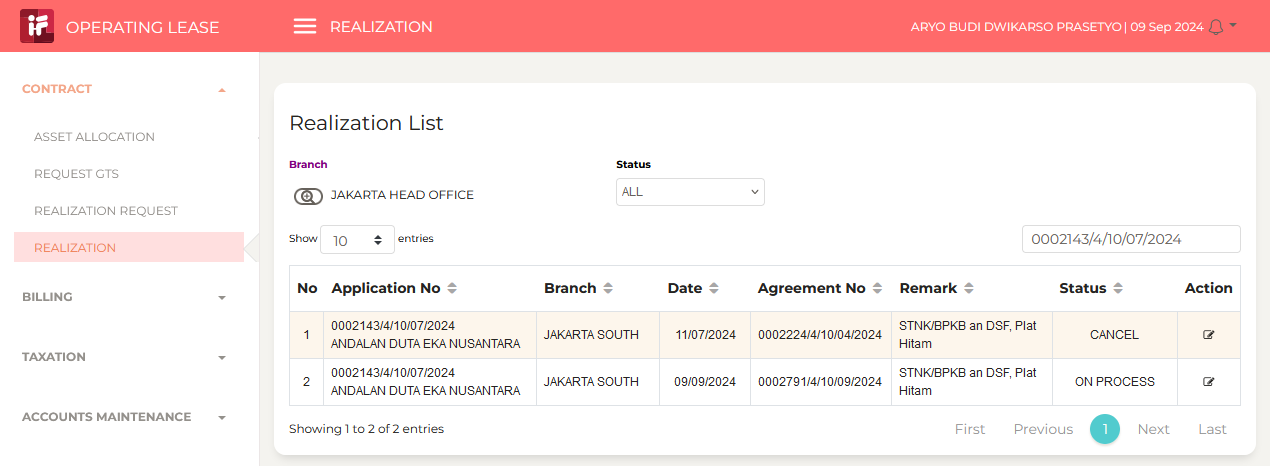 iF OPERATING LEASE
REALIZATION
ARYO BUDI DWIKARSO PRASETYO | 09 Sep 2024
CONTRACT
ASSET ALLOCATION
REQUEST GTS
REALIZATION REQUEST
REALIZATION
BILLING
TAXATION
ACCOUNTS MAINTENANCE
Realization List
Branch
JAKARTA HEAD OFFICE
Status
ALL
Show 10 entries
0002143/4/10/07/2024
No Application No Branch Date Agreement No Remark Status Action
1 0002143/4/10/07/2024 JAKARTA SOUTH 11/07/2024 0002224/4/10/04/2024 STNK/BPKB an DSF, Plat CANCEL
ANDALAN DUTA EKA NUSANTARA Hitam
2 0002143/4/10/07/2024 JAKARTA SOUTH 09/09/2024 0002791/4/10/09/2024 STNK/BPKB an DSF, Plat ON PROCESS
ANDALAN DUTA EKA NUSANTARA Hitam
Showing 1 to 2 of 2 entries
First Previous 1 Next Last